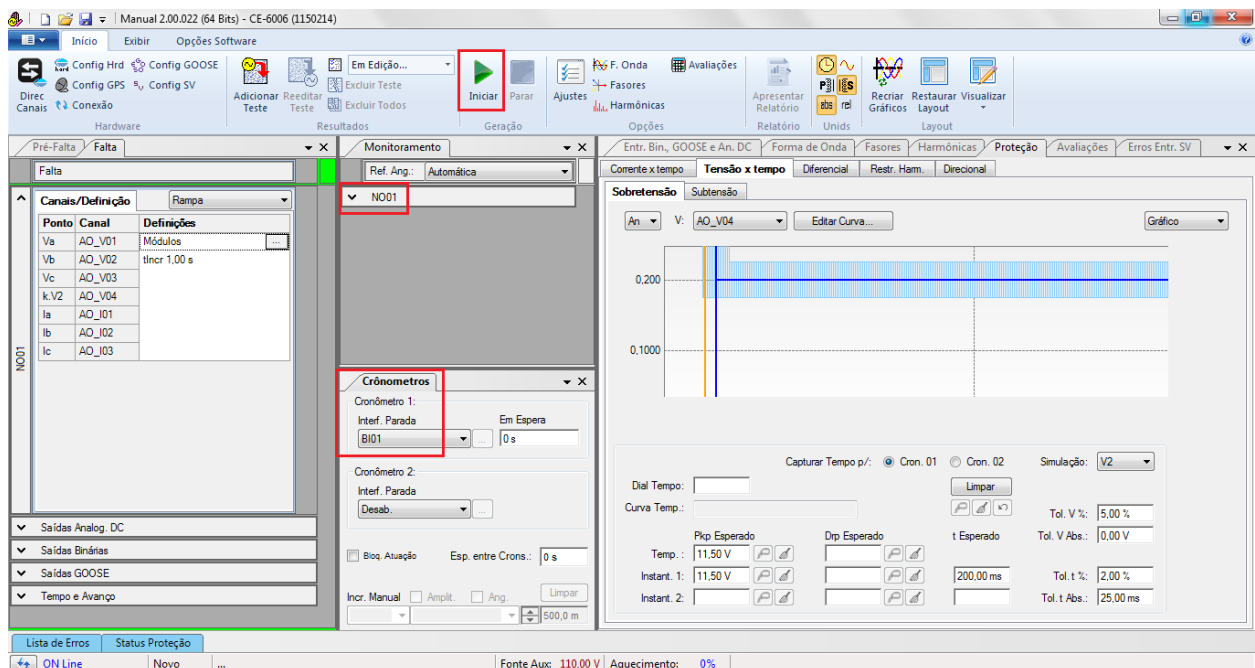 Manual 2.00.022 (64 Bits) - CE-6006 (1150214)
Início Exibir Opções Software
Direc Canais
Config Hrd Config GOOSE
Config GPS Config SV
Conexão
Hardware
Adicionar Teste
Reeditar Teste
Em Edição...
Excluir Teste
Excluir Todos
Resultados
Iniciar Parar
Geração
Ajustes
F. Onda Avaliações
Fasores
Harmônicas
Opções
Apresentar Relatório
Relatório
abs rel
Unids
Recriar Gráficos
Restaurar Layout
Visualizar
Layout
Pré-Falta Falta
Falta
NO01
Canais/Definição Rampa
Ponto Canal Definições
Va AO_V01 Módulos ...
Vb AO_V02 tIncr 1,00 s
Vc AO_V03
k.V2 AO_V04
Ia AO_I01
Ib AO_I02
Ic AO_I03
Saídas Analog. DC
Saídas Binárias
Saídas GOOSE
Tempo e Avanço
Monitoramento
Ref. Ang.: Automática
NO01
Crônometros
Cronômetro 1:
Interf. Parada Em Espera
BI01 ... 0 s
Cronômetro 2:
Interf. Parada
Desab. ...
Bloq. Atuação Esp. entre Crons.: 0 s
Incr. Manual Amplit. Ang. Limpar
500,0 m
Entr. Bin., GOOSE e An. DC Forma de Onda Fasores Harmônicas Proteção Avaliações Erros Entr. SV
Corrente x tempo Tensão x tempo Diferencial Restr. Harm. Direcional
Sobretensão Subtensão
An V: AO_V04 Editar Curva... Gráfico
0,200
0,1000
Capturar Tempo p/: Cron. 01 Cron. 02 Simulação: V2
Dial Tempo: Limpar
Curva Temp.: Tol. V %: 5,00 %
Pkp Esperado Drp Esperado t Esperado Tol. V Abs.: 0,00 V
Temp. : 11,50 V
Instant. 1: 11,50 V 200,00 ms Tol. t %: 2,00 %
Instant. 2: Tol. t Abs.: 25,00 ms
Lista de Erros Status Proteção
ON Line Novo ... Fonte Aux: 110,00 V Aquecimento: 0%